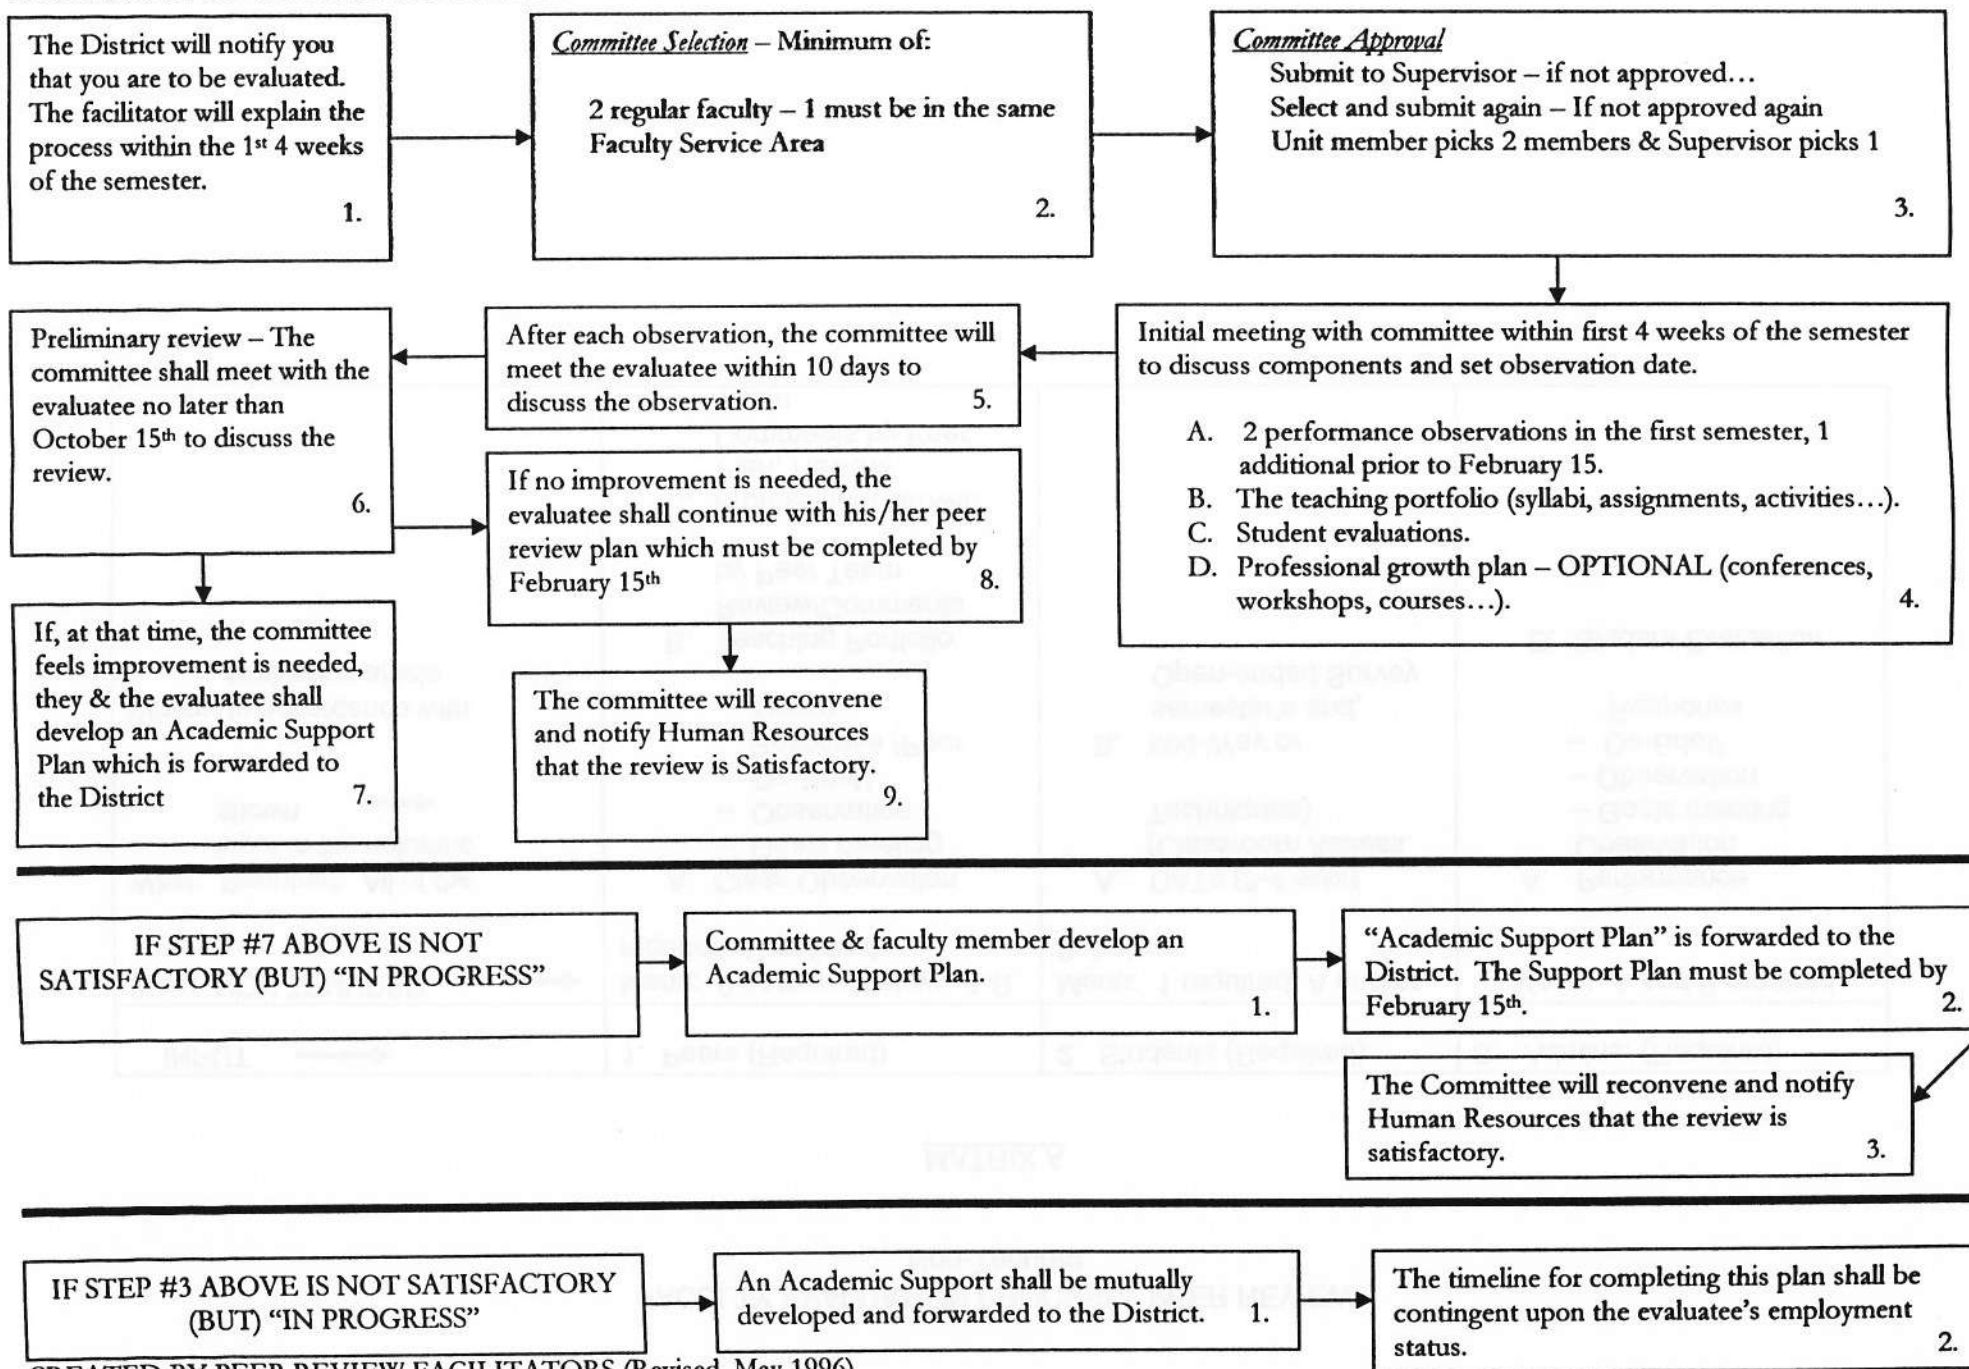 The District will notify you
that you are to be evaluated.
The facilitator will explain the
process within the 1st 4 weeks
of the semester.
1.
Committee Selection – Minimum of:
2 regular faculty – 1 must be in the same
Faculty Service Area
2.
Committee Approval
Submit to Supervisor – if not approved…
Select and submit again – If not approved again
Unit member picks 2 members & Supervisor picks 1
3.
Initial meeting with committee within first 4 weeks of the semester
to discuss components and set observation date.
A. 2 performance observations in the first semester, 1
additional prior to February 15.
B. The teaching portfolio (syllabi, assignments, activities…).
C. Student evaluations.
D. Professional growth plan – OPTIONAL (conferences,
workshops, courses…).
4.
After each observation, the committee will
meet the evaluatee within 10 days to
discuss the observation. 5.
Preliminary review – The
committee shall meet with the
evaluatee no later than
October 15th to discuss the
review.
6.
If, at that time, the committee
feels improvement is needed,
they & the evaluatee shall
develop an Academic Support
Plan which is forwarded to
the District 7.
If no improvement is needed, the
evaluatee shall continue with his/her peer
review plan which must be completed by
February 15th 8.
The committee will reconvene
and notify Human Resources
that the review is Satisfactory.
9.
IF STEP #7 ABOVE IS NOT
SATISFACTORY (BUT) “IN PROGRESS”
Committee & faculty member develop an
Academic Support Plan.
1.
“Academic Support Plan” is forwarded to the
District. The Support Plan must be completed by
February 15th. 2.
The Committee will reconvene and notify
Human Resources that the review is
satisfactory. 3.
IF STEP #3 ABOVE IS NOT SATISFACTORY
(BUT) “IN PROGRESS”
An Academic Support shall be mutually
developed and forwarded to the District. 1.
The timeline for completing this plan shall be
contingent upon the evaluatee’s employment
status. 2.
CREATED BY PEER REVIEW FACILITATORS (Revised, May 1996)